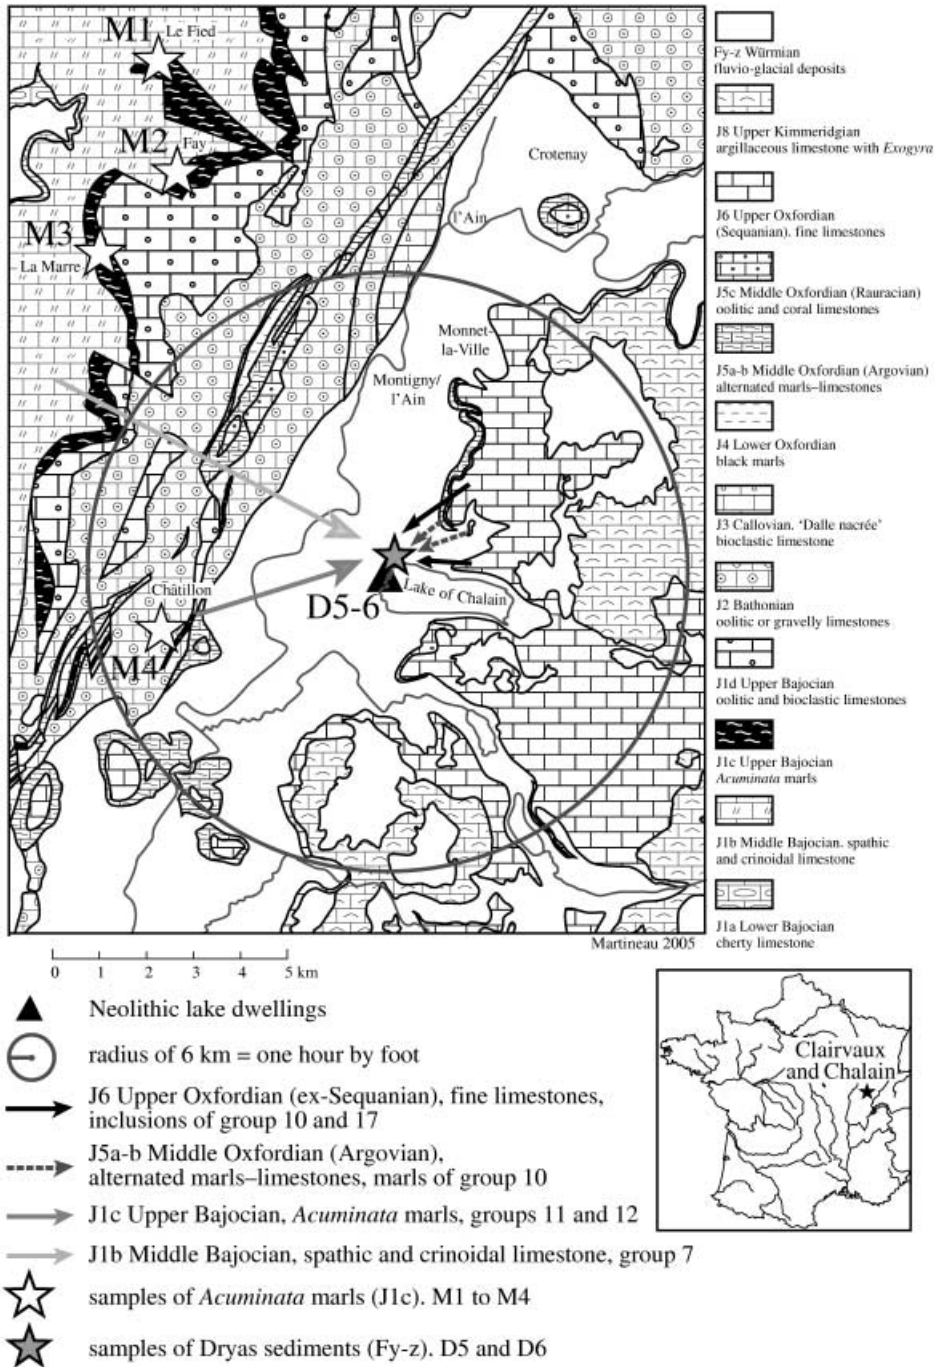 M1
Le Fied
M2
Fay
M3
La Marre
Crotenay
l'Ain
Monnet-
la-Ville
Montigny/
l'Ain
Châtillon
M4
D5-6
Lake of Chalain
Martineau 2005
Fy-z Würmian
fluvio-glacial deposits
J8 Upper Kimmeridgian
argillaceous limestone with Exogyra
J6 Upper Oxfordian
(Sequanian). fine limestones
J5c Middle Oxfordian (Rauracian)
oolitic and coral limestones
J5a-b Middle Oxfordian (Argovian)
alternated marls–limestones
J4 Lower Oxfordian
black marls
J3 Callovian. ‘Dalle nacrée’
bioclastic limestone
J2 Bathonian
oolitic or gravelly limestones
J1d Upper Bajocian
oolitic and bioclastic limestones
J1c Upper Bajocian
Acuminata marls
J1b Middle Bajocian. spathic
and crinoidal limestone
J1a Lower Bajocian
cherty limestone
0 1 2 3 4 5 km
Neolithic lake dwellings
radius of 6 km = one hour by foot
J6 Upper Oxfordian (ex-Sequanian), fine limestones,
inclusions of group 10 and 17
J5a-b Middle Oxfordian (Argovian),
alternated marls–limestones, marls of group 10
J1c Upper Bajocian, Acuminata marls, groups 11 and 12
J1b Middle Bajocian, spathic and crinoidal limestone, group 7
samples of Acuminata marls (J1c). M1 to M4
samples of Dryas sediments (Fy-z). D5 and D6
Clairvaux
and Chalain